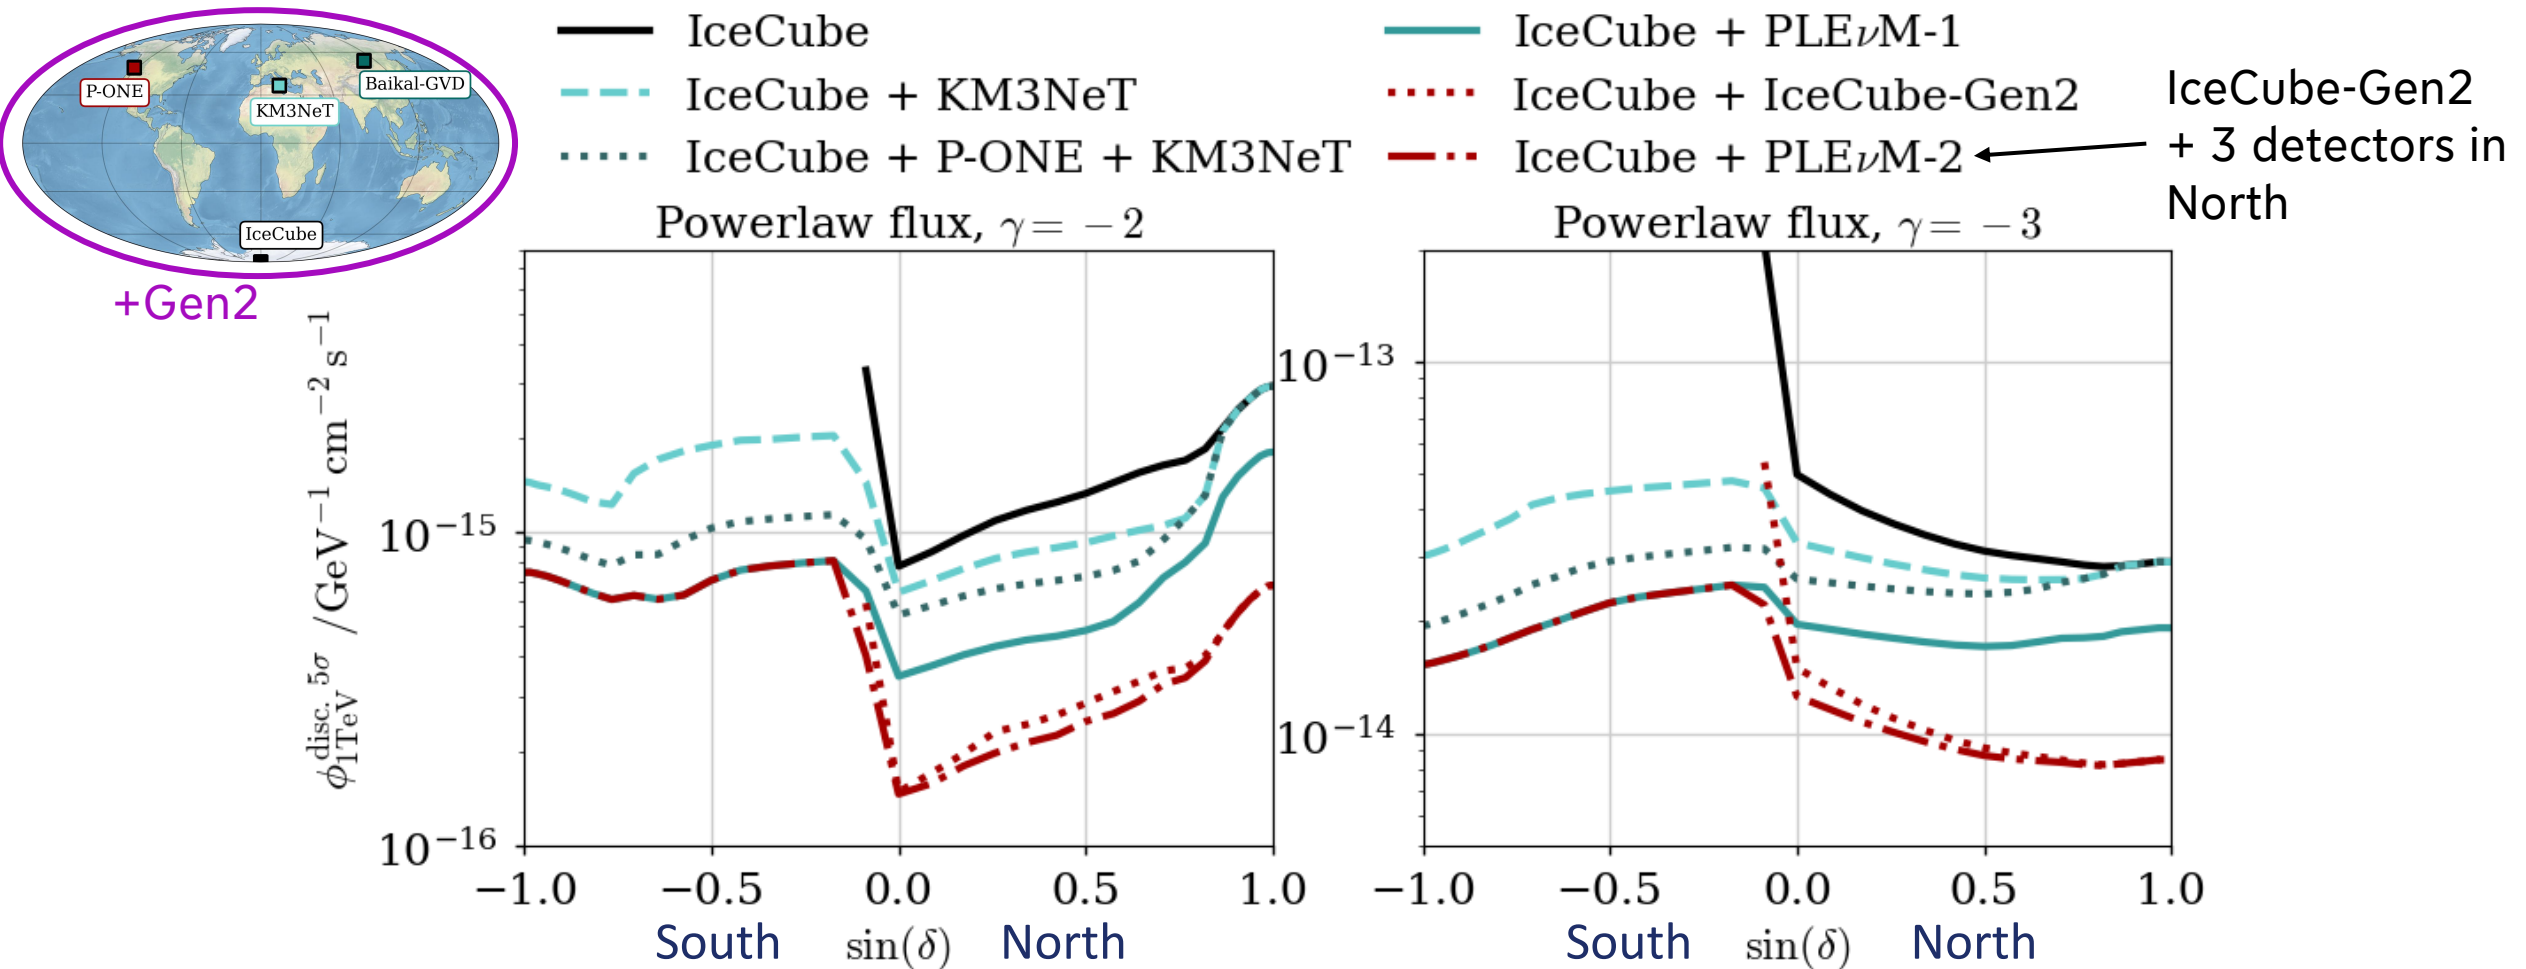 P-ONE
KM3NeT
Baikal-GVD
IceCube
+Gen2
IceCube
IceCube + KM3NeT
IceCube + P-ONE + KM3NeT
IceCube + PLEνM-1
IceCube + IceCube-Gen2
IceCube + PLEνM-2
IceCube-Gen2
+ 3 detectors in
North
Powerlaw flux, γ = −2
ϕ^{disc. 5σ}_{1TeV} / GeV⁻¹ cm⁻² s⁻¹
10⁻¹⁵
10⁻¹⁶
−1.0 −0.5 0.0 0.5 1.0
South sin(δ) North
Powerlaw flux, γ = −3
10⁻¹³
10⁻¹⁴
−1.0 −0.5 0.0 0.5 1.0
South sin(δ) North